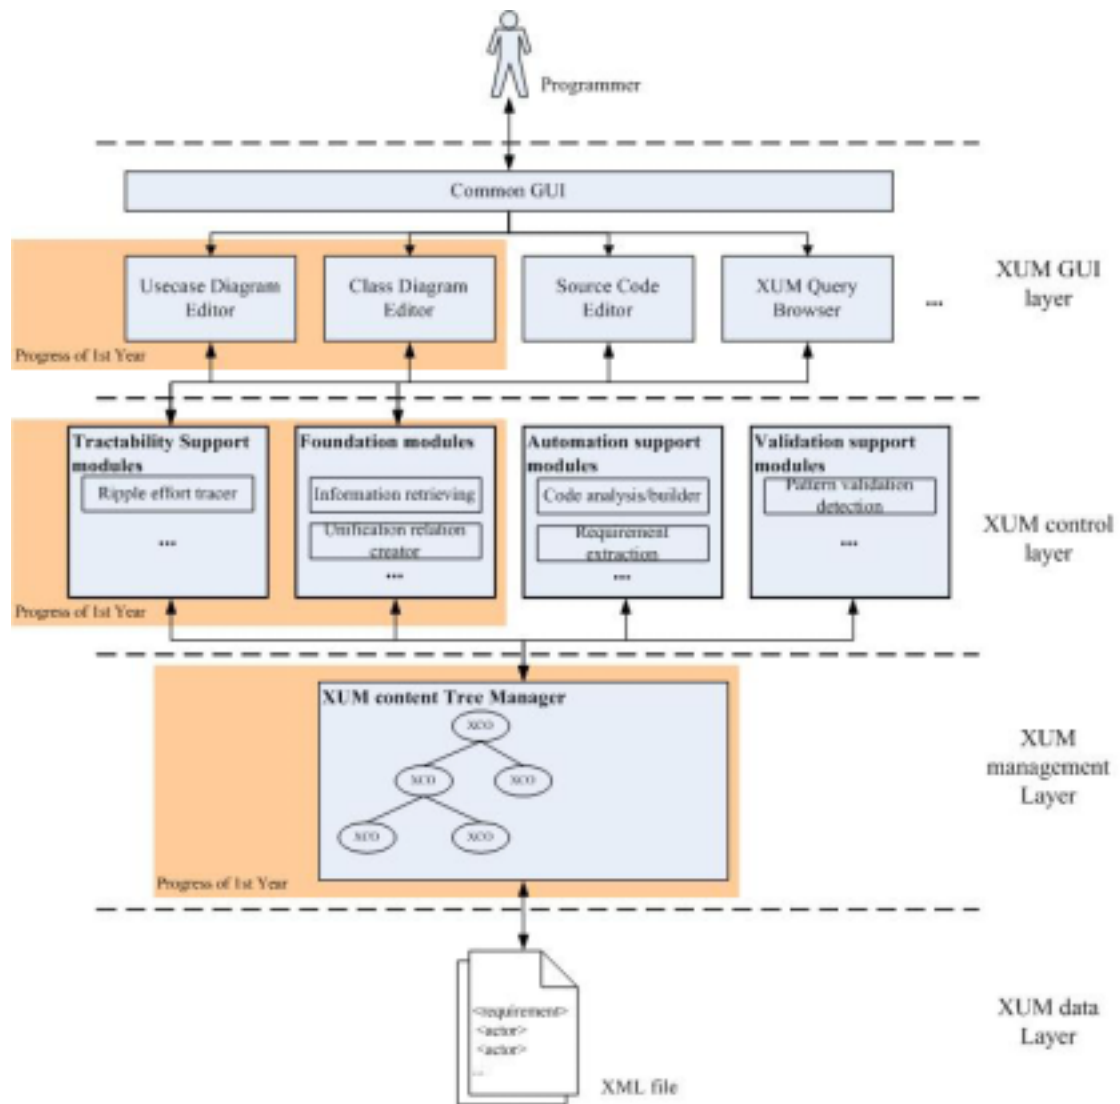 Programmer
Common GUI
Usecase Diagram
Editor
Class Diagram
Editor
Source Code
Editor
XUM Query
Browser
...
XUM GUI
layer
Progress of 1st Year
Tractability Support
modules
Ripple effort tracer
...
Foundation modules
Information retrieving
Unification relation
creator
...
Automation support
modules
Code analysis/builder
Requirement
extraction
...
Validation support
modules
Pattern validation
detection
...
XUM control
layer
Progress of 1st Year
XUM content Tree Manager
XCO
XCO
XCO
XCO
XCO
XUM
management
Layer
Progress of 1st Year
<requirement>
<actor>
<actor>
...
XML file
XUM data
Layer